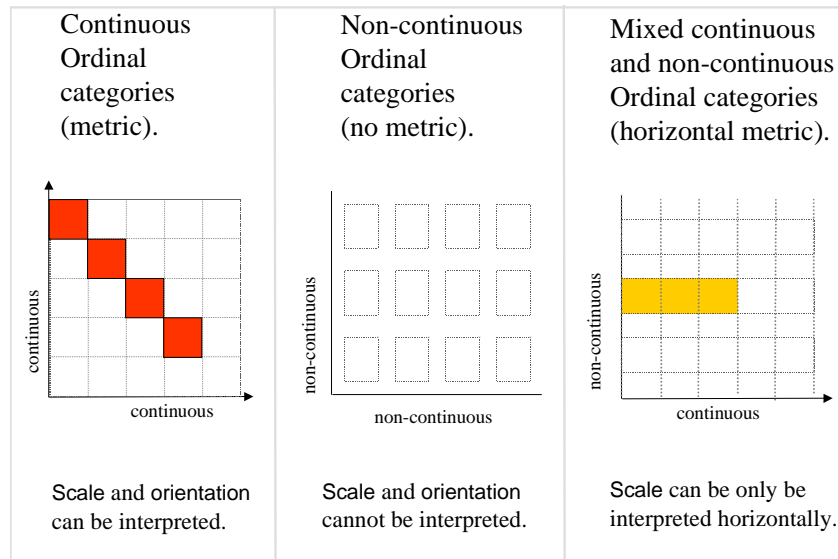 Continuous
Ordinal
categories
(metric).
continuous
continuous
Scale and orientation
can be interpreted.
Non-continuous
Ordinal
categories
(no metric).
non-continuous
non-continuous
Scale and orientation
cannot be interpreted.
Mixed continuous
and non-continuous
Ordinal categories
(horizontal metric).
non-continuous
continuous
Scale can be only be
interpreted horizontally.